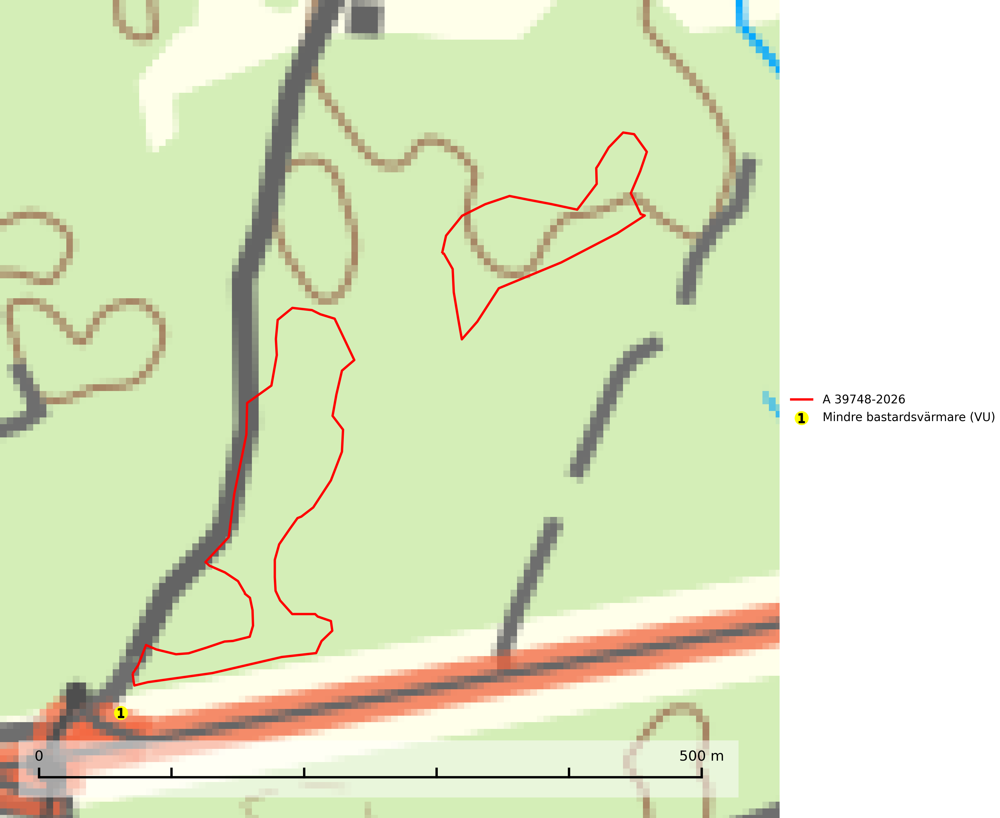 A 39748-2026
1 Mindre bastardsvärmare (VU)
1
0 500 m